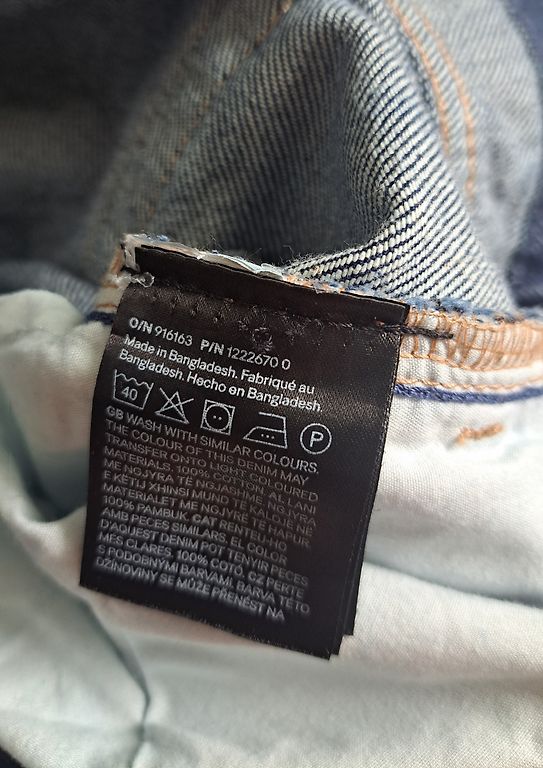 O/N 916163 P/N 1222670 0
Made in Bangladesh. Fabriqué au
Bangladesh. Hecho en Bangladesh.
40 P
GB WASH WITH SIMILAR COLOURS.
THE COLOUR OF THIS DENIM MAY
TRANSFER ONTO LIGHT COLOURED
MATERIALS. 100% COTTON. AL LANI
ME NGJYRA TË NGJASHME. NGJYRA
E KËTIJ XHINSI MUND TË KALOJË NË
MATERIALET ME NGJYRË TË HAPUR.
100% PAMBUK. CAT RENTEU-HO
AMB PECES SIMILARS. EL COLOR
D'AQUEST DENIM POT TENYIR PECES
MÉS CLARES. 100% COTÓ. CZ PERTE
S PODOBNÝMI BARVAMI. BARVA TÉTO
DŽÍNOVINY SE MŮŽE PŘENÉST NA